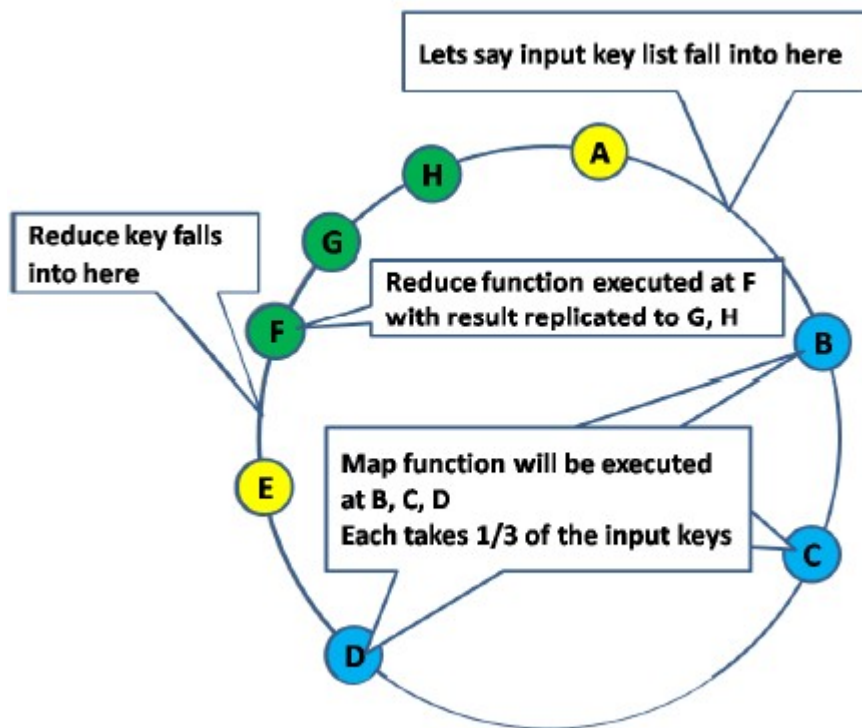 Lets say input key list fall into here
A
H
G
Reduce key falls
into here
Reduce function executed at F
with result replicated to G, H
F
B
Map function will be executed
at B, C, D
Each takes 1/3 of the input keys
E
C
D